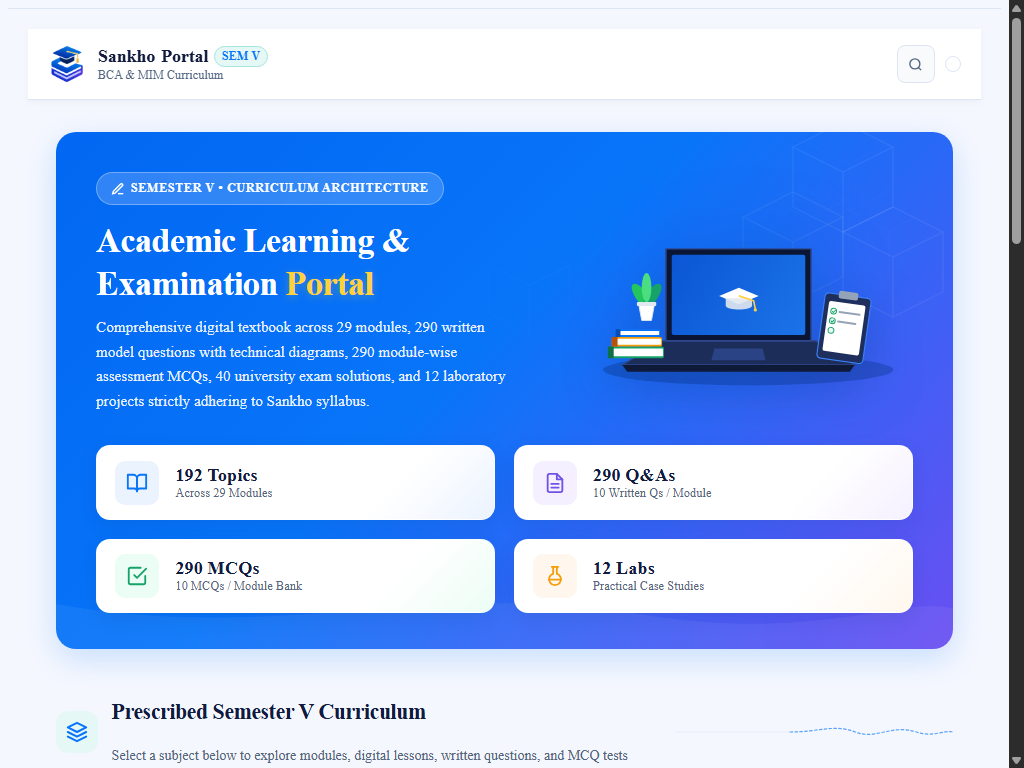 Sankho Portal SEM V
BCA & MIM Curriculum
SEMESTER V • CURRICULUM ARCHITECTURE
Academic Learning &
Examination Portal
Comprehensive digital textbook across 29 modules, 290 written
model questions with technical diagrams, 290 module-wise
assessment MCQs, 40 university exam solutions, and 12 laboratory
projects strictly adhering to Sankho syllabus.
192 Topics
Across 29 Modules
290 Q&As
10 Written Qs / Module
290 MCQs
10 MCQs / Module Bank
12 Labs
Practical Case Studies
Prescribed Semester V Curriculum
Select a subject below to explore modules, digital lessons, written questions, and MCQ tests